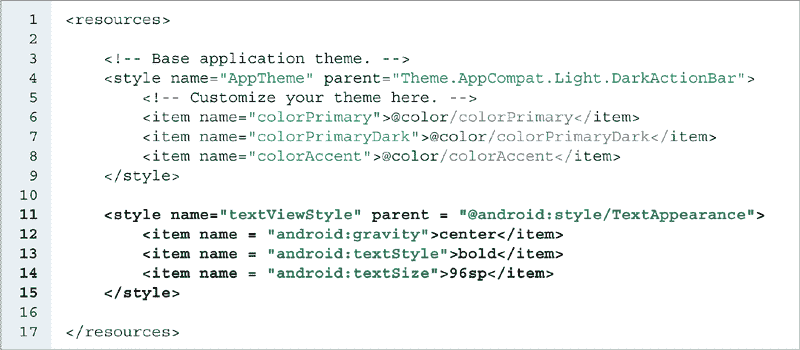 1 <resources>
2
3 <!-- Base application theme. -->
4 <style name="AppTheme" parent="Theme.AppCompat.Light.DarkActionBar">
5 <!-- Customize your theme here. -->
6 <item name="colorPrimary">@color/colorPrimary</item>
7 <item name="colorPrimaryDark">@color/colorPrimaryDark</item>
8 <item name="colorAccent">@color/colorAccent</item>
9 </style>
10
11 <style name="textViewStyle" parent = "@android:style/TextAppearance">
12 <item name = "android:gravity">center</item>
13 <item name = "android:textStyle">bold</item>
14 <item name = "android:textSize">96sp</item>
15 </style>
16
17 </resources>